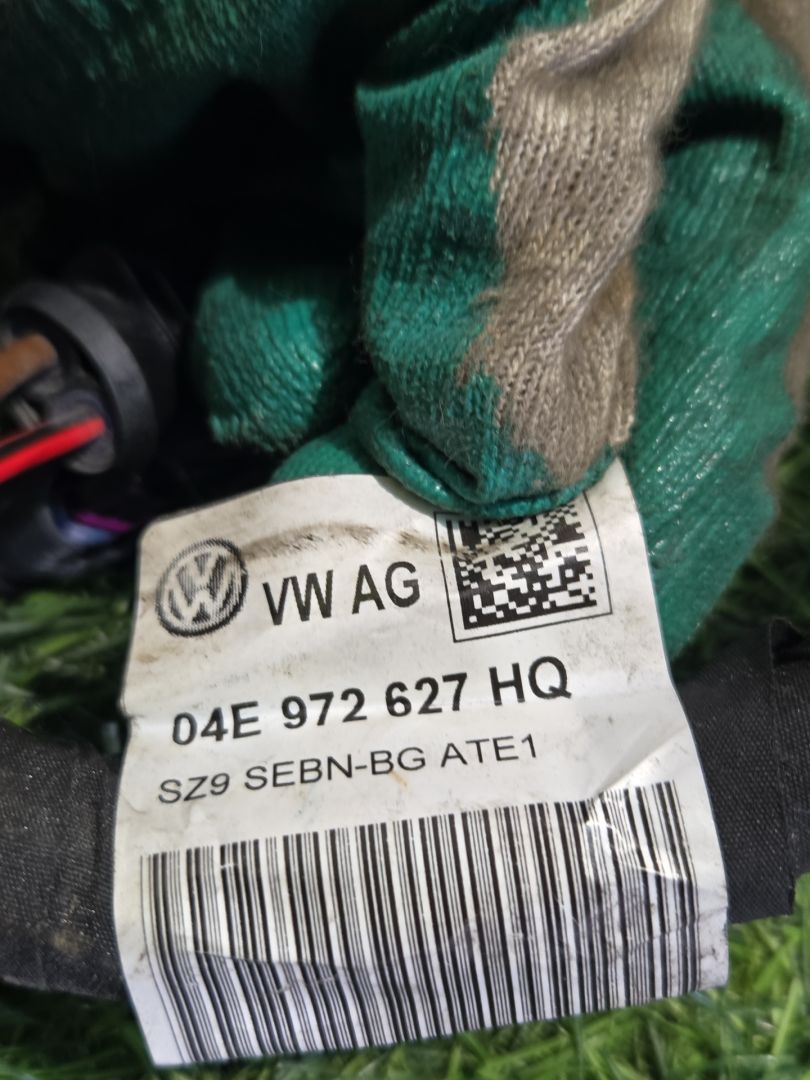 VW AG
04E 972 627 HQ
SZ9 SEBN-BG ATE1